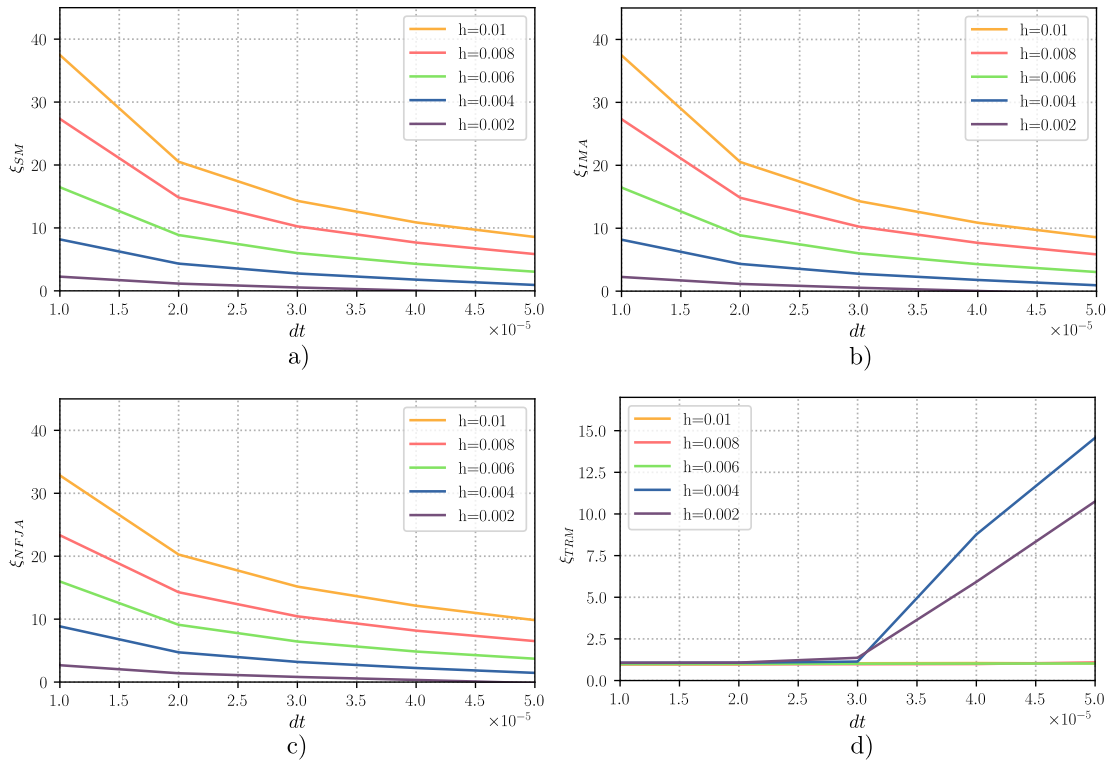 h=0.01
h=0.008
h=0.006
h=0.004
h=0.002
40
30
20
10
0
ξ_SM
1.0 1.5 2.0 2.5 3.0 3.5 4.0 4.5 5.0
×10⁻⁵
dt
a)
h=0.01
h=0.008
h=0.006
h=0.004
h=0.002
40
30
20
10
0
ξ_IMA
1.0 1.5 2.0 2.5 3.0 3.5 4.0 4.5 5.0
×10⁻⁵
dt
b)
h=0.01
h=0.008
h=0.006
h=0.004
h=0.002
40
30
20
10
0
ξ_NFJA
1.0 1.5 2.0 2.5 3.0 3.5 4.0 4.5 5.0
×10⁻⁵
dt
c)
h=0.01
h=0.008
h=0.006
h=0.004
h=0.002
15.0
12.5
10.0
7.5
5.0
2.5
0.0
ξ_TRM
1.0 1.5 2.0 2.5 3.0 3.5 4.0 4.5 5.0
×10⁻⁵
dt
d)